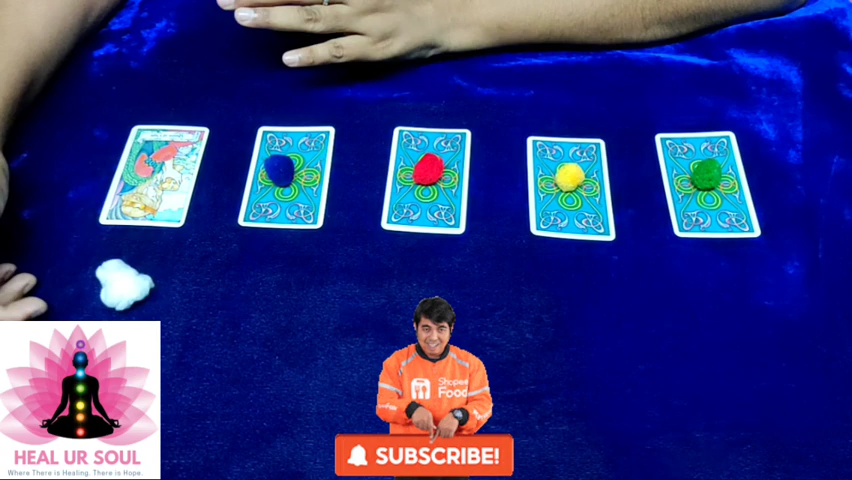 Shopee
Food
SUBSCRIBE!
HEAL UR SOUL
Where There is Healing. There is Hope.